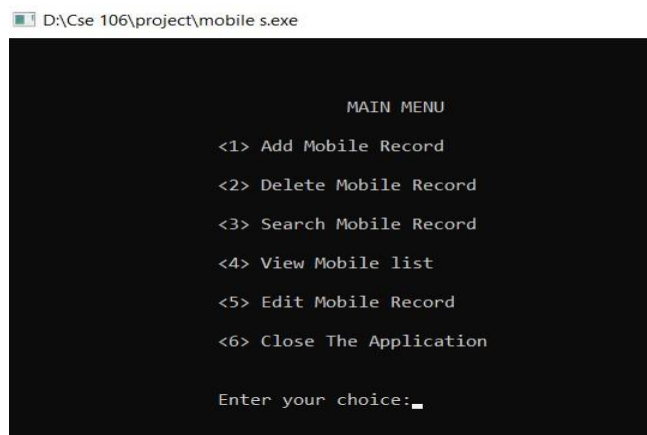 D:\Cse 106\project\mobile s.exe
MAIN MENU
<1> Add Mobile Record
<2> Delete Mobile Record
<3> Search Mobile Record
<4> View Mobile list
<5> Edit Mobile Record
<6> Close The Application
Enter your choice: